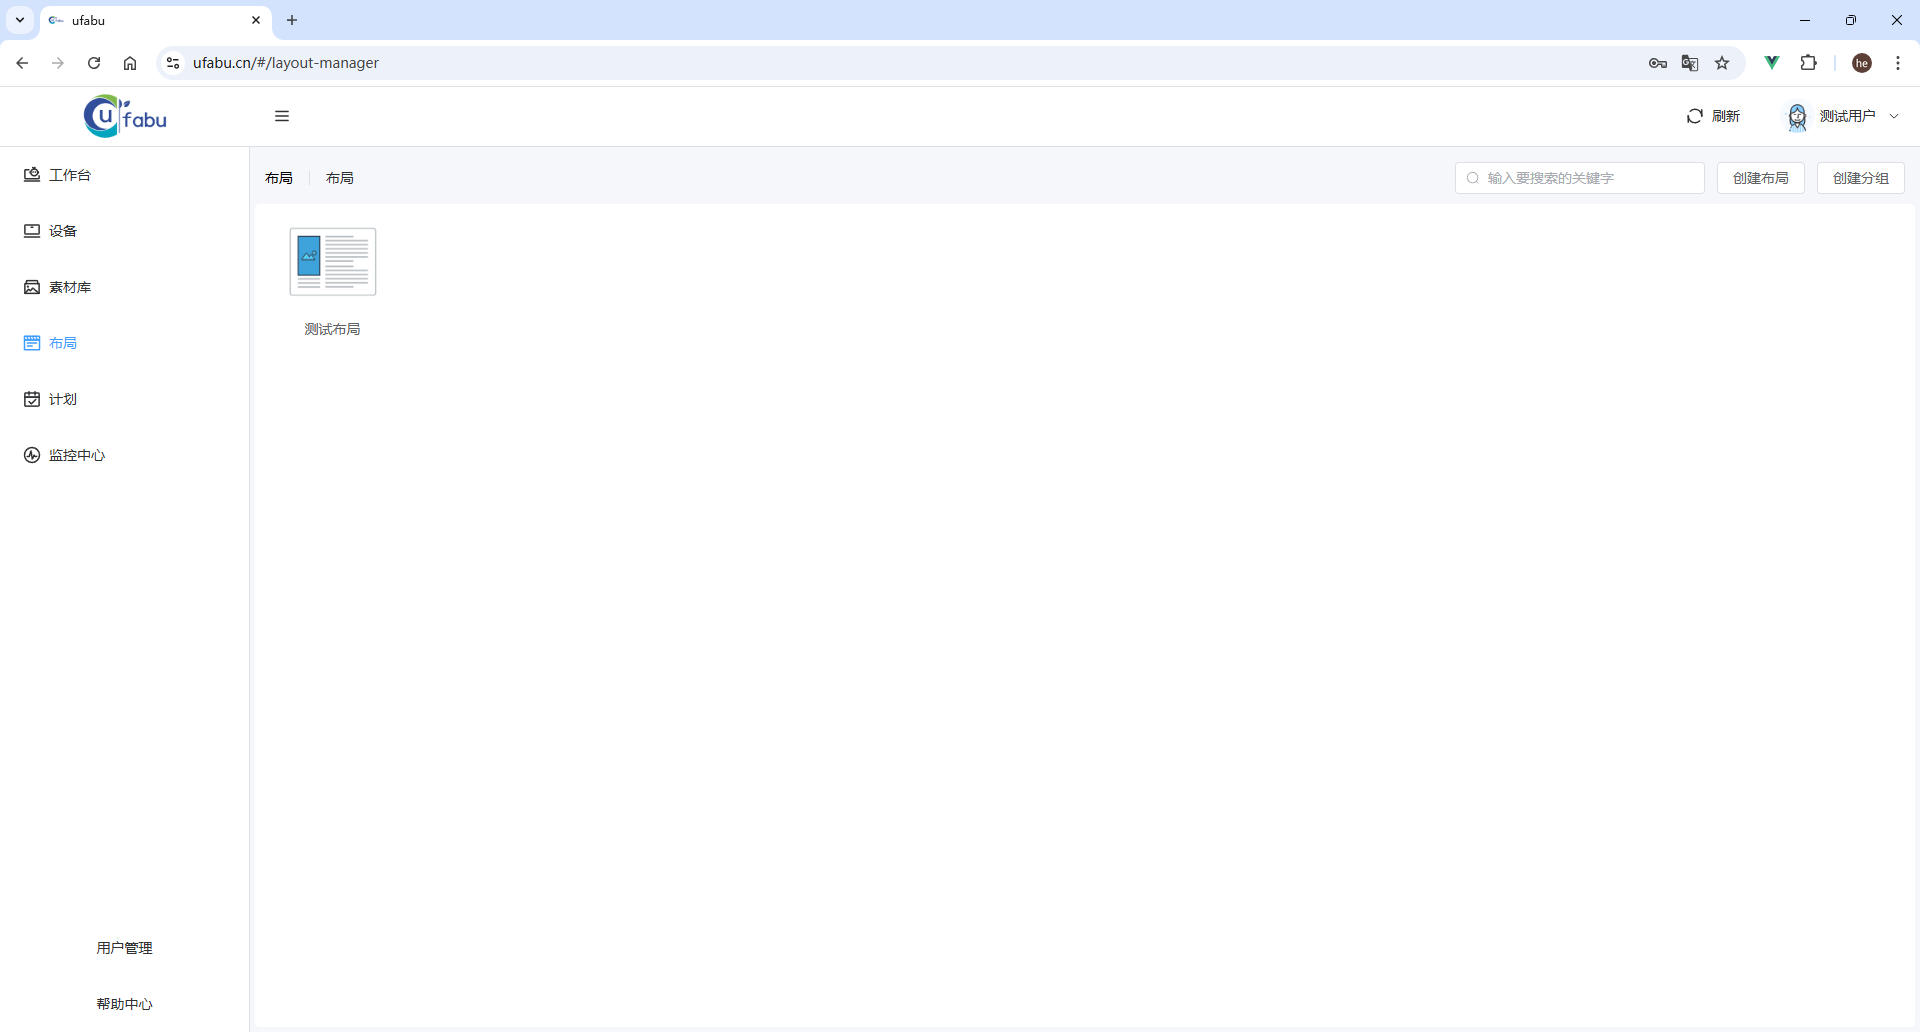 ufabu
ufabu.cn/#/layout-manager
he
ufabu
刷新
测试用户
工作台
设备
素材库
布局
计划
监控中心
用户管理
帮助中心
布局 布局
输入要搜索的关键字
创建布局
创建分组
测试布局